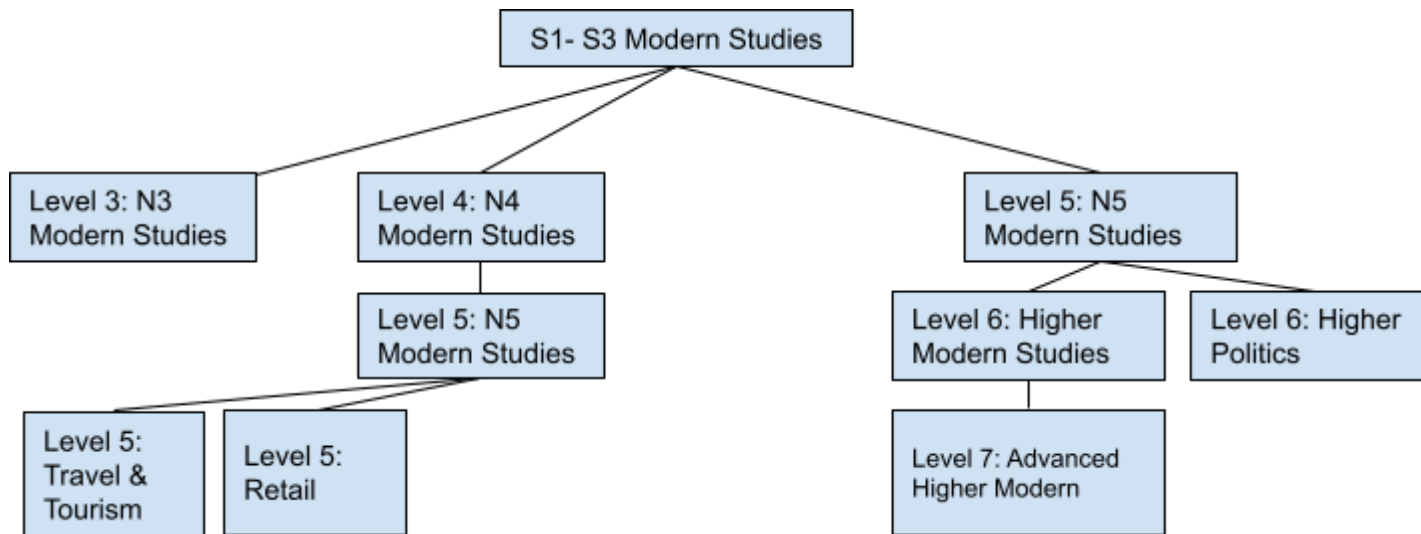 S1- S3 Modern Studies
Level 3: N3
Modern Studies
Level 4: N4
Modern Studies
Level 5: N5
Modern Studies
Level 5: N5
Modern Studies
Level 6: Higher
Modern Studies
Level 6: Higher
Politics
Level 5:
Travel &
Tourism
Level 5:
Retail
Level 7: Advanced
Higher Modern